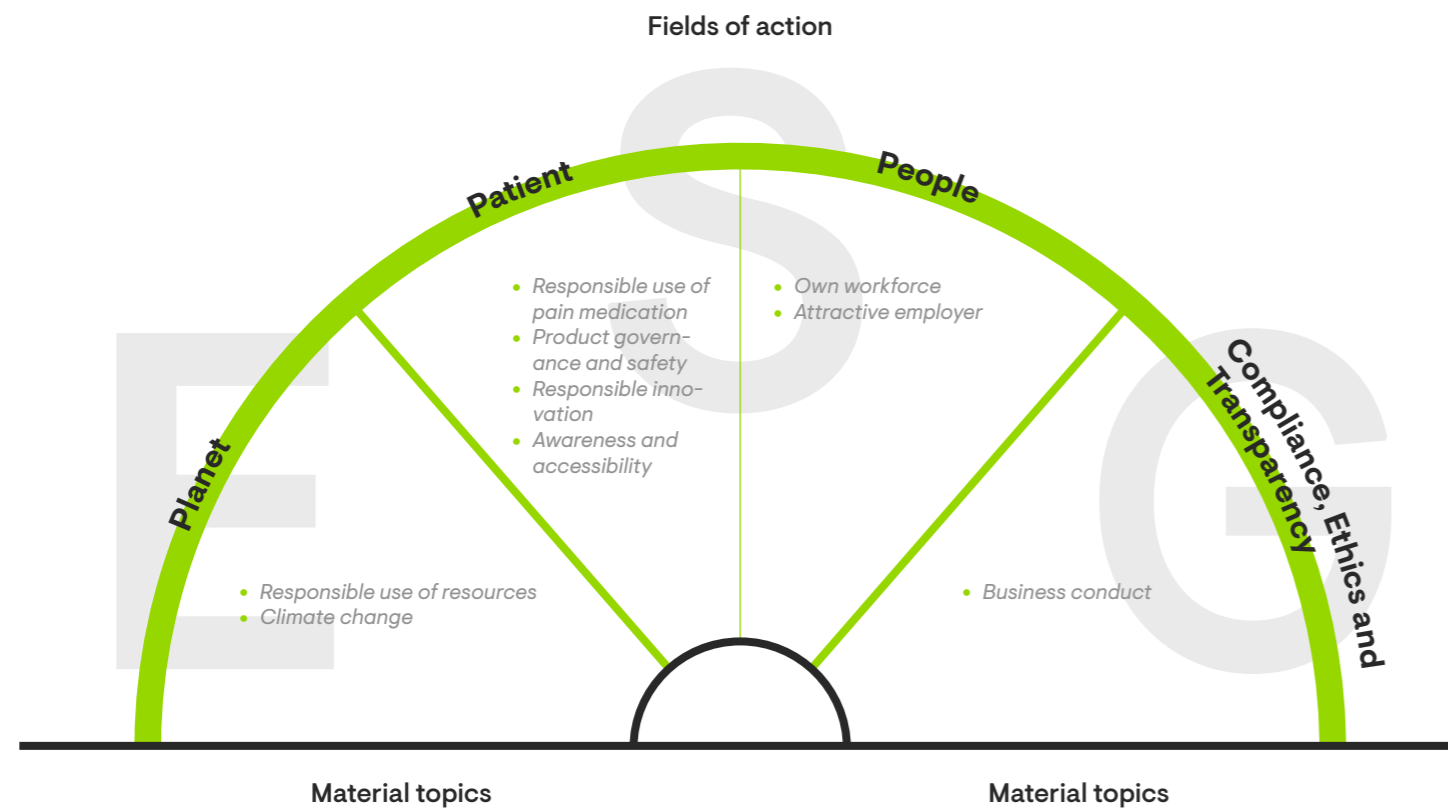 Fields of action
E
S
G
Planet
Patient
People
Compliance, Ethics and
Transparency
Responsible use of
pain medication
Product govern-
ance and safety
Responsible inno-
vation
Awareness and
accessibility
Own workforce
Attractive employer
Responsible use of resources
Climate change
Business conduct
Material topics
Material topics